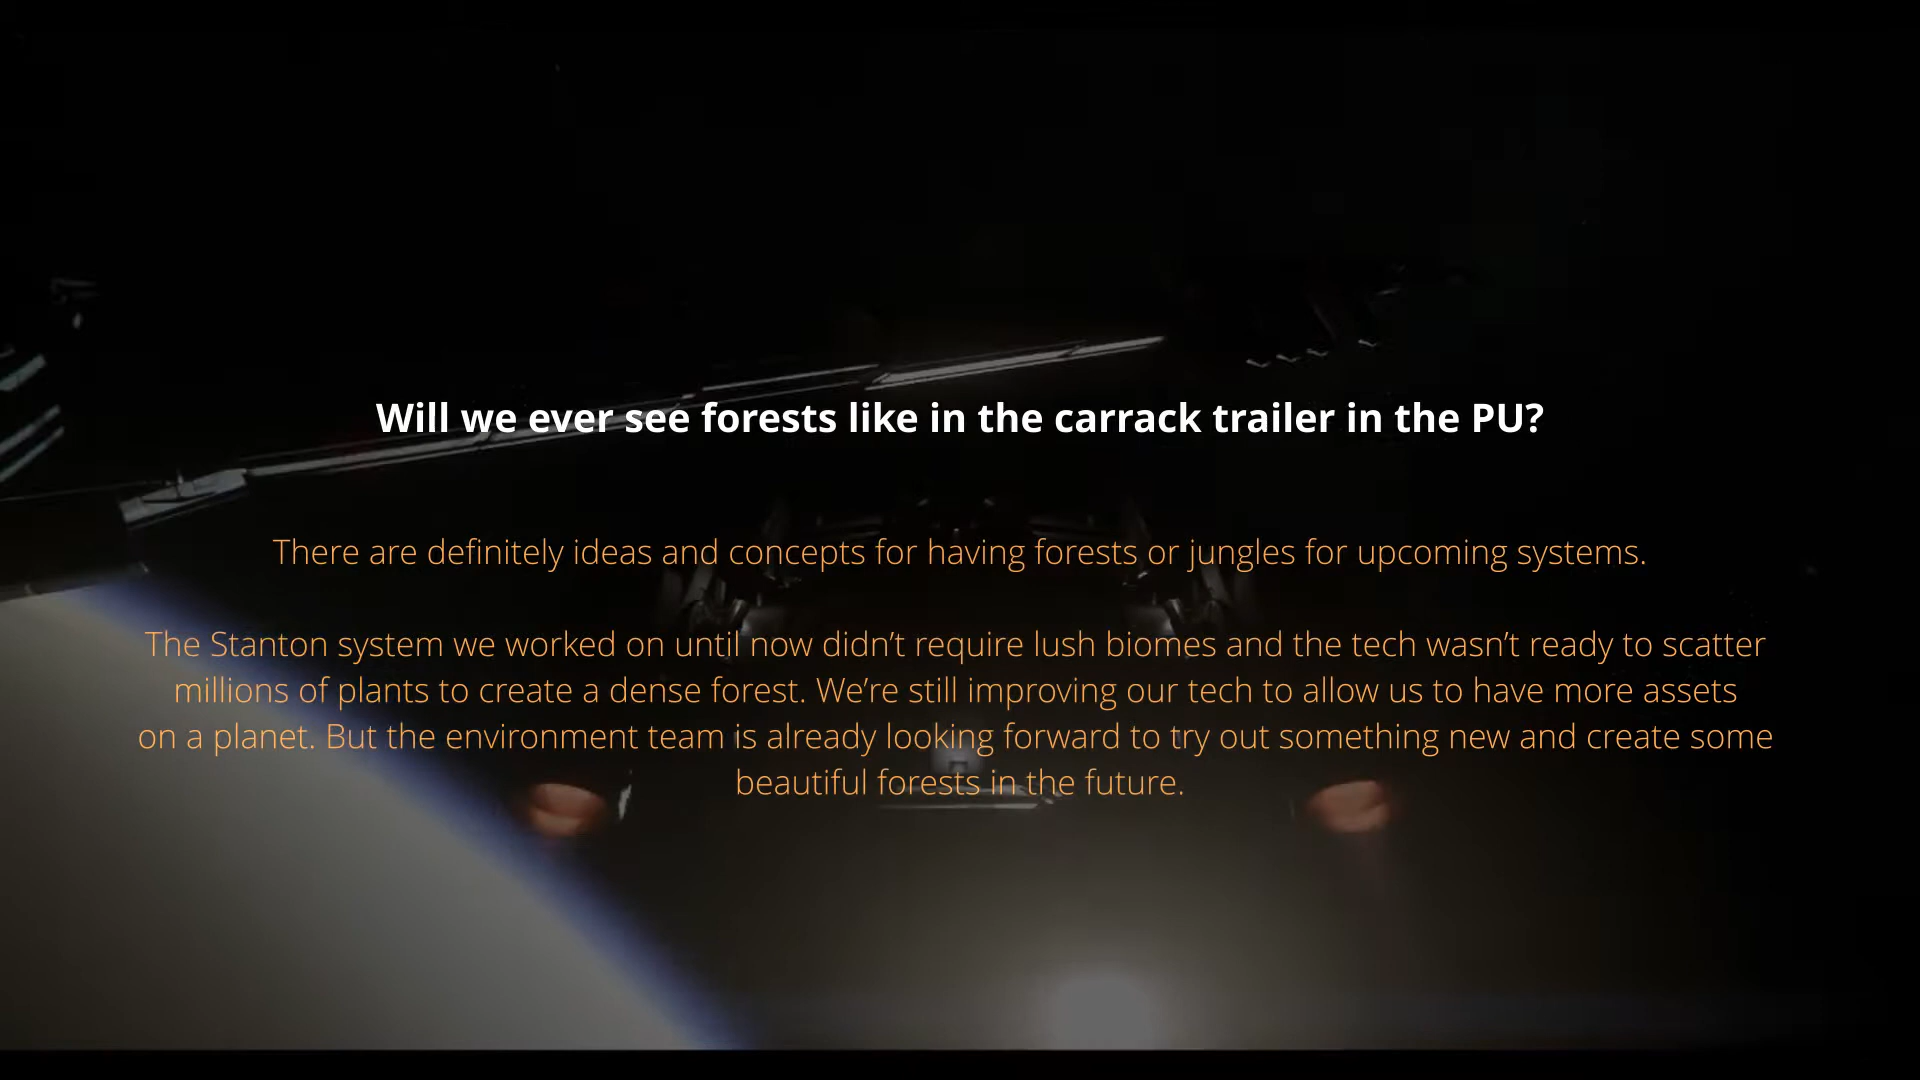 Will we ever see forests like in the carrack trailer in the PU?
There are definitely ideas and concepts for having forests or jungles for upcoming systems.
The Stanton system we worked on until now didn’t require lush biomes and the tech wasn’t ready to scatter
millions of plants to create a dense forest. We’re still improving our tech to allow us to have more assets
on a planet. But the environment team is already looking forward to try out something new and create some
beautiful forests in the future.